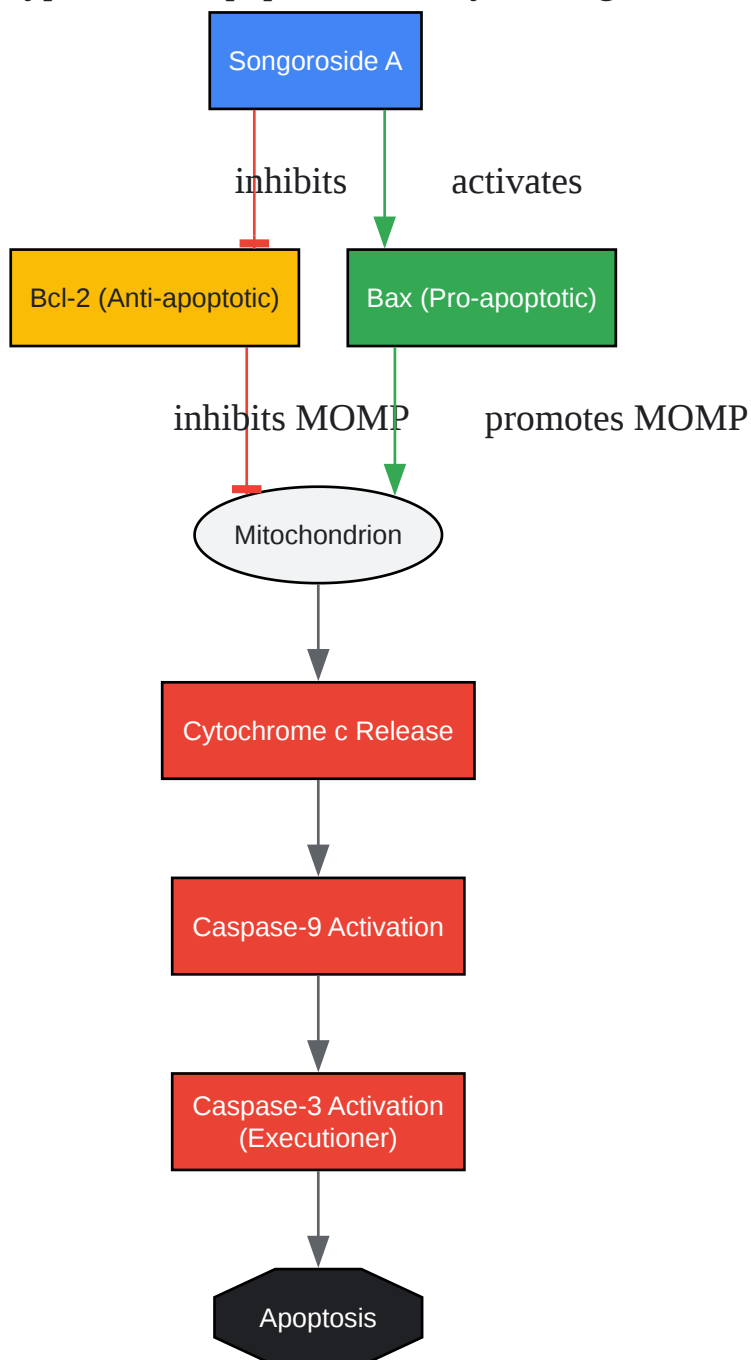 Songoroside A
inhibits
activates
Bcl-2 (Anti-apoptotic)
Bax (Pro-apoptotic)
inhibits MOMP
promotes MOMP
Mitochondrion
Cytochrome c Release
Caspase-9 Activation
Caspase-3 Activation
(Executioner)
Apoptosis